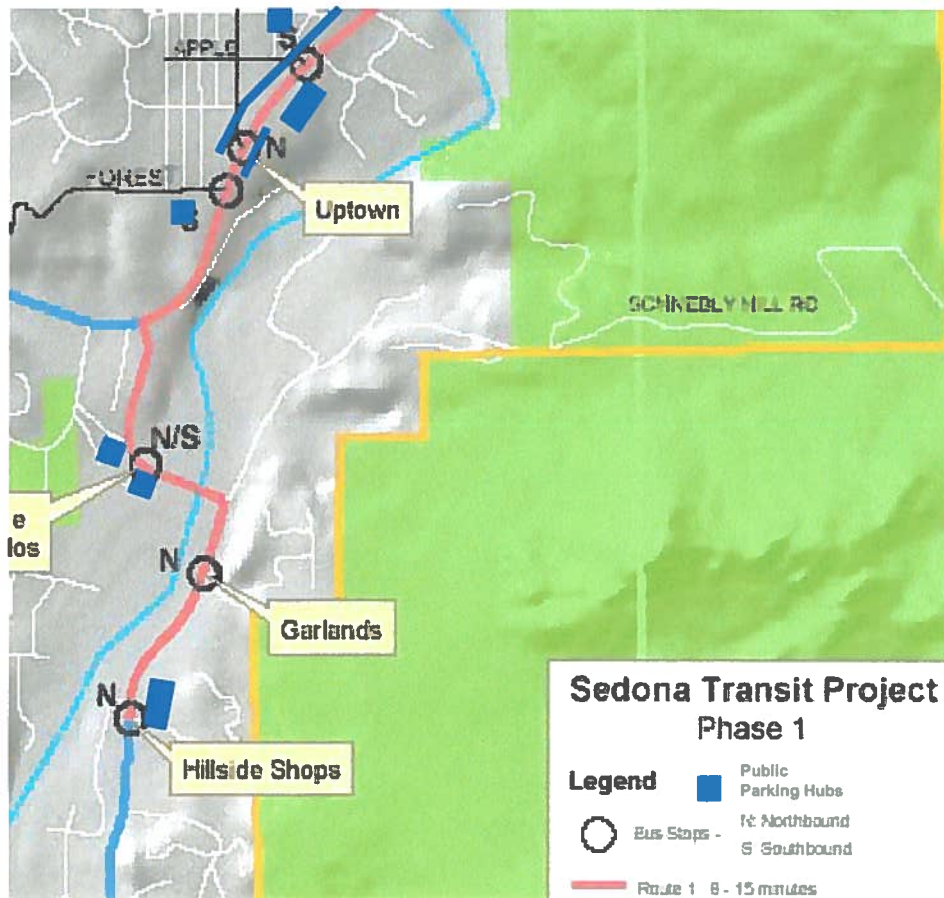 S
APPLE
N
FOREST
Uptown
S
SCHNEBLY HILL RD
N/S
e
los
N
Garlands
N
Hillside Shops
Sedona Transit Project
Phase 1
Legend
Public
Parking Hubs
Bus Stops -
N: Northbound
S: Southbound
Route 1 8 - 15 minutes